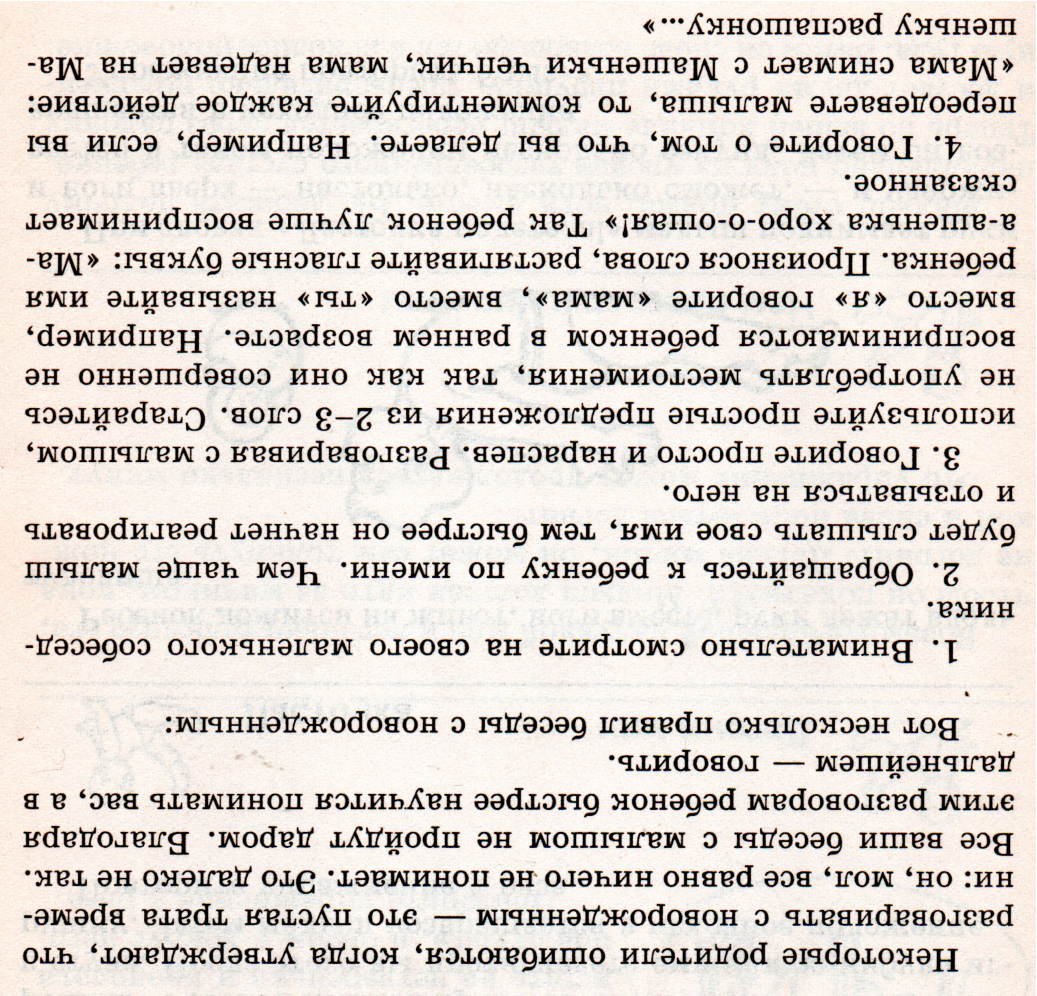 Некоторые родители ошибаются, когда утверждают, что
разговаривать с новорожденным — это пустая трата време-
ни: он, мол, все равно ничего не понимает. Это далеко не так.
Все ваши беседы с малышом не пройдут даром. Благодаря
этим разговорам ребенок быстрее научится понимать вас, а в
дальнейшем — говорить.
Вот несколько правил беседы с новорожденным:
1. Внимательно смотрите на своего маленького собесед-
ника.
2. Обращайтесь к ребенку по имени. Чем чаще малыш
будет слышать свое имя, тем быстрее он начнет реагировать
и отзываться на него.
3. Говорите просто и нараспев. Разговаривая с малышом,
используйте простые предложения из 2–3 слов. Старайтесь
не употреблять местоимения, так как они совершенно не
воспринимаются ребенком в раннем возрасте. Например,
вместо «я» говорите «мама», вместо «ты» называйте имя
ребенка. Произнося слова, растягивайте гласные буквы: «Ма-
а-ашенька хоро-о-ошая!» Так ребенок лучше воспринимает
сказанное.
4. Говорите о том, что вы делаете. Например, если вы
переодеваете малыша, то комментируйте каждое действие:
«Мама снимает с Машеньки чепчик, мама надевает на Ма-
шеньку распашонку...»